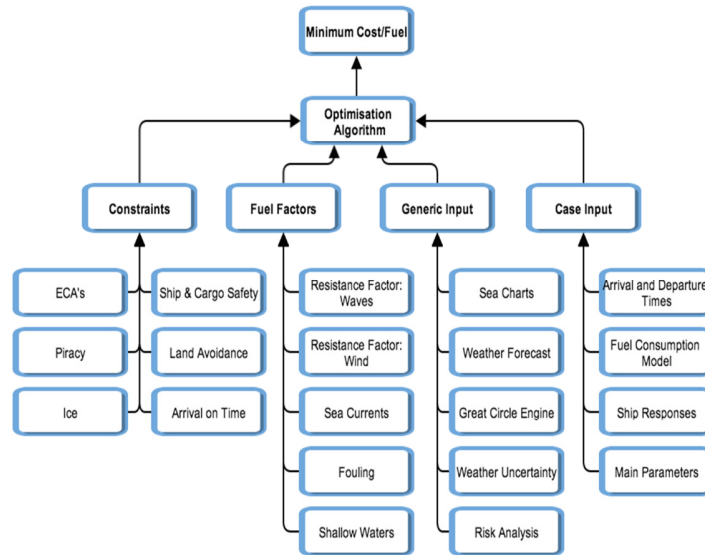 Minimum Cost/Fuel
Optimisation
Algorithm
Constraints
Fuel Factors
Generic Input
Case Input
ECA's
Ship & Cargo Safety
Piracy
Land Avoidance
Ice
Arrival on Time
Resistance Factor:
Waves
Resistance Factor:
Wind
Sea Currents
Fouling
Shallow Waters
Sea Charts
Weather Forecast
Great Circle Engine
Weather Uncertainty
Risk Analysis
Arrival and Departure
Times
Fuel Consumption
Model
Ship Responses
Main Parameters